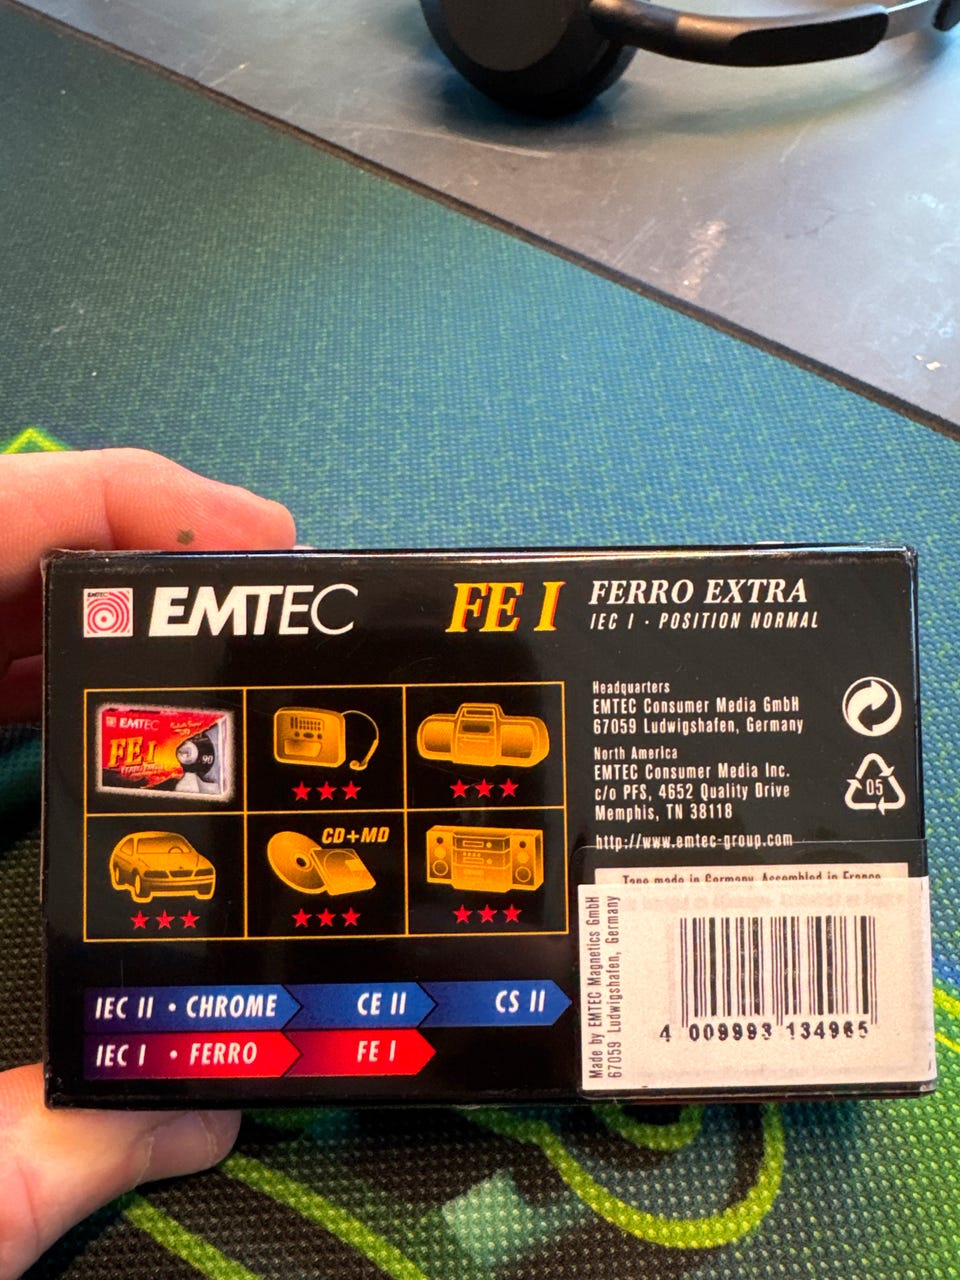 EMTEC
EMTEC FE I FERRO EXTRA
IEC I · POSITION NORMAL
EMTEC
FE I
90
CD+MD
Headquarters
EMTEC Consumer Media GmbH
67059 Ludwigshafen, Germany
North America
EMTEC Consumer Media Inc.
c/o PFS, 4652 Quality Drive
Memphis, TN 38118
http://www.emtec-group.com
05
Tape made in Germany. Assembled in France
Made by EMTEC Magnetics GmbH
67059 Ludwigshafen, Germany
4 009993 134965
IEC II · CHROME CE II CS II
IEC I · FERRO FE I